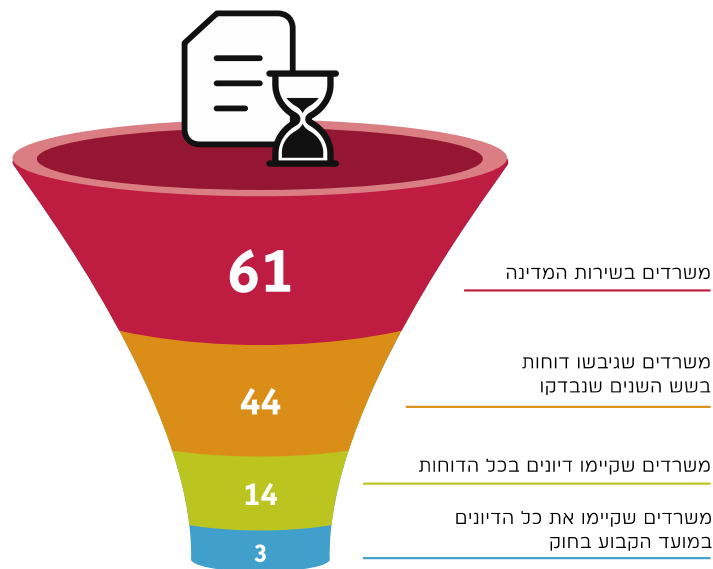 61
משרדים בשירות המדינה
44
משרדים שגיבשו דוחות
בשש השנים שנבדקו
14
משרדים שקיימו דיונים בכל הדוחות
3
משרדים שקיימו את כל הדיונים
במועד הקבוע בחוק